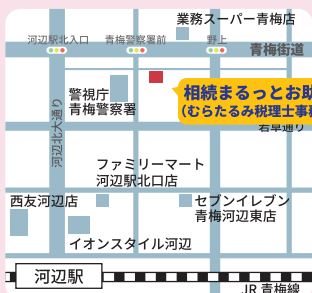 業務スーパー青梅店
河辺駅北入口
青梅警察署前
野上
青梅街道
警視庁
青梅警察署
相続まるっとお助
(むらたるみ税理士事務
若草通り
河辺北大通り
ファミリーマート
河辺駅北口店
西友河辺店
セブンイレブン
青梅河辺東店
イオンスタイル河辺
河辺駅
JR 青梅線